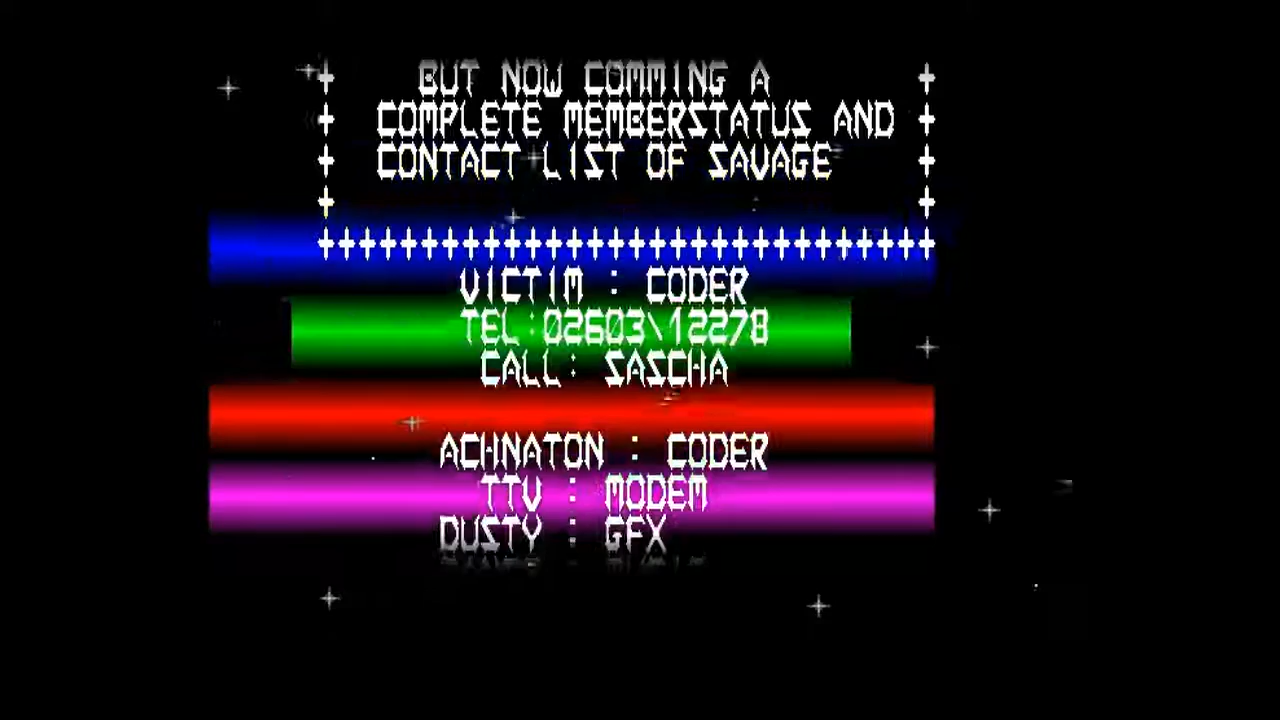 BUT NOW COMMING A
COMPLETE MEMBERSTATUS AND
CONTACT LIST OF SAVAGE
VICTIM : CODER
TEL:02603\12278
CALL: SASCHA
ACHNATON : CODER
TTV : MODEM
DUSTY : GFX